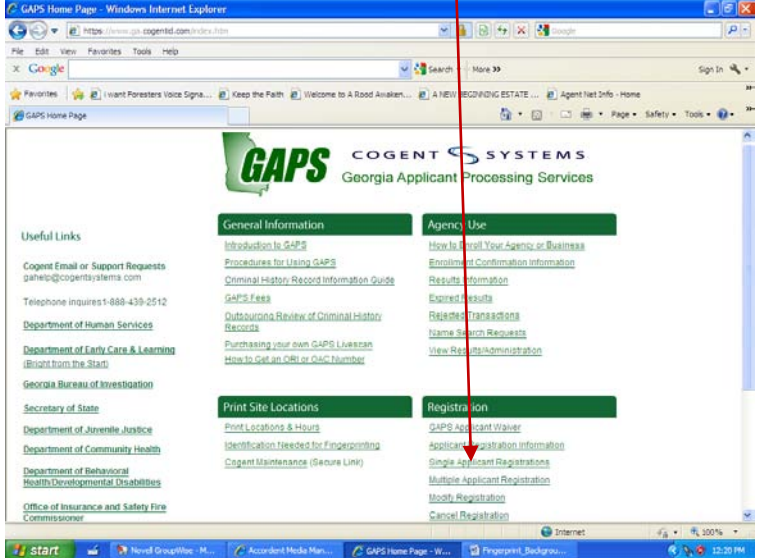 GAPS Home Page - Windows Internet Explorer
https://www.ga.cogentid.com/index.htm
Google
File Edit View Favorites Tools Help
x Google Search More >> Sign In
Favorites I want Foresters Voice Signa... Keep the Faith Welcome to A Rood Awaken... A NEW BEGINNING ESTATE ... Agent Net Info - Home
GAPS Home Page Page Safety Tools
GAPS COGENT SYSTEMS
Georgia Applicant Processing Services
Useful Links
Cogent Email or Support Requests
gahelp@cogentsystems.com
Telephone inquires1-888-439-2512
Department of Human Services
Department of Early Care & Learning
(Bright from the Start)
Georgia Bureau of Investigation
Secretary of State
Department of Juvenile Justice
Department of Community Health
Department of Behavioral
Health/Developmental Disabilities
Office of Insurance and Safety Fire
Commissioner
General Information
Introduction to GAPS
Procedures for Using GAPS
Criminal History Record Information Guide
GAPS Fees
Outsourcing Review of Criminal History
Records
Purchasing your own GAPS Livescan
How to Get an ORI or OAC Number
Agency Use
How to Enroll Your Agency or Business
Enrollment Confirmation Information
Results Information
Expired Results
Rejected Transactions
Name Search Requests
View Results/Administration
Print Site Locations
Print Locations & Hours
Identification Needed for Fingerprinting
Cogent Maintenance (Secure Link)
Registration
GAPS Applicant Waiver
Applicant Registration Information
Single Applicant Registrations
Multiple Applicant Registration
Modify Registration
Cancel Registration
Internet 100%
start Novell GroupWise - M... Accordent Media Man... GAPS Home Page - W... Fingerprint_Backgrou... 12:20 PM